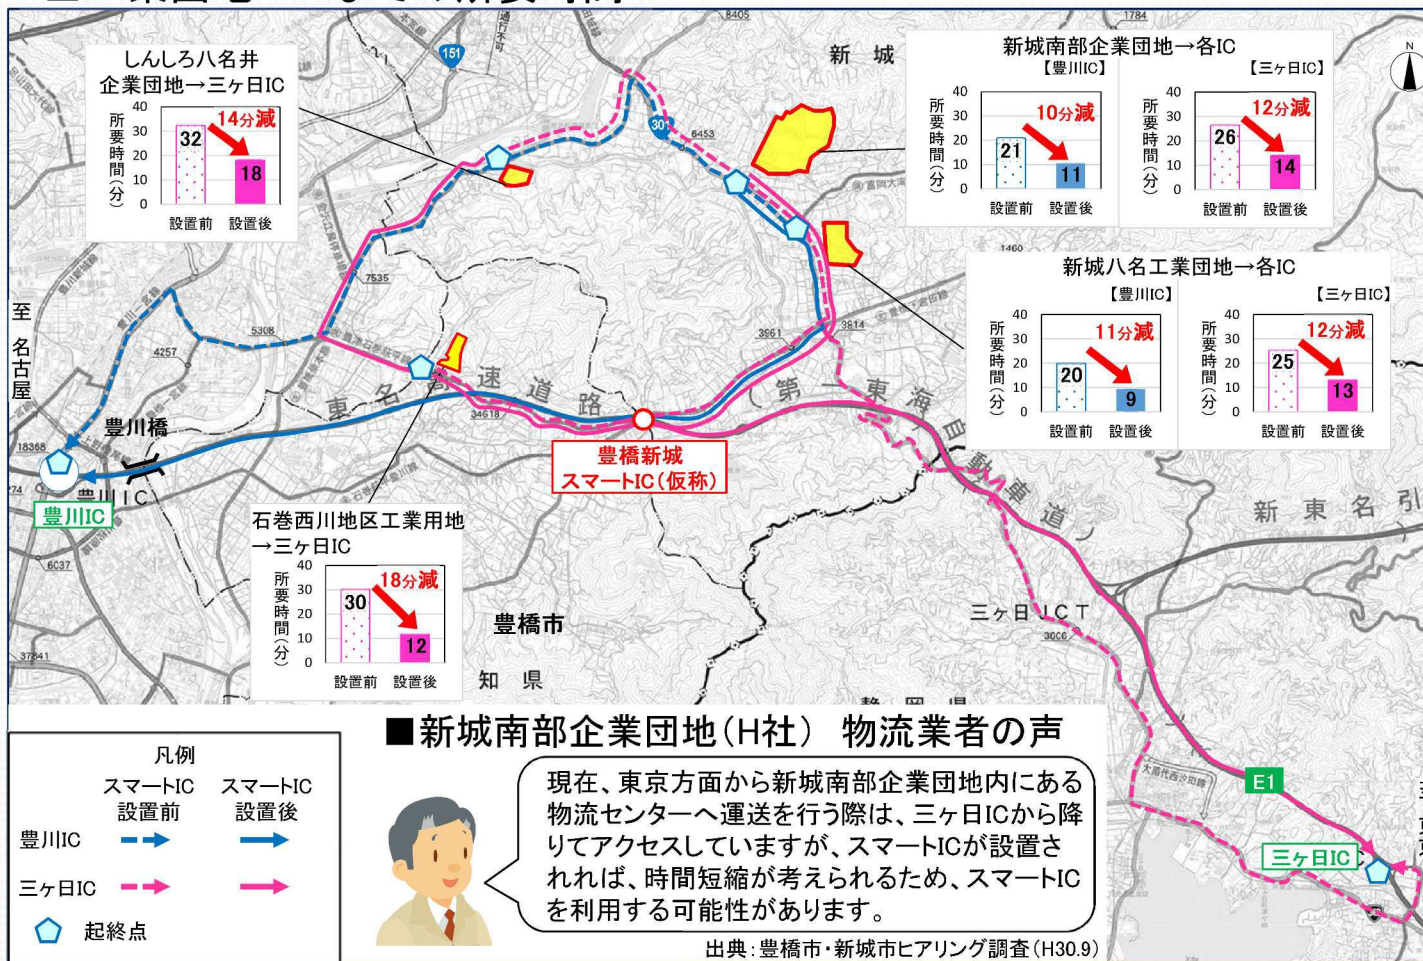 8405
1784
151
新城
しんしろ八名井
企業団地→三ヶ日IC
所要時間(分)
40
30
20
10
0
32
14分減
18
設置前
設置後
新城南部企業団地→各IC
【豊川IC】
所要時間(分)
40
30
20
10
0
21
10分減
11
設置前
設置後
【三ヶ日IC】
所要時間(分)
40
30
20
10
0
26
12分減
14
設置前
設置後
N
301
6453
1460
新城八名工業団地→各IC
【豊川IC】
所要時間(分)
40
30
20
10
0
20
11分減
9
設置前
設置後
【三ヶ日IC】
所要時間(分)
40
30
20
10
0
25
12分減
13
設置前
設置後
7535
至 名古屋
5308
4257
3961
3814
東名高速道路
(第一東海自動車道)
34618
18368
豊川橋
豊川IC
豊川IC
6037
37841
豊橋新城
スマートIC(仮称)
新東名引
石巻西川地区工業用地
→三ヶ日IC
所要時間(分)
40
30
20
10
0
30
18分減
12
設置前
設置後
豊橋市
知県
三ヶ日JCT
3006
E1
三ヶ日IC
■新城南部企業団地(H社) 物流業者の声
現在、東京方面から新城南部企業団地内にある
物流センターへ運送を行う際は、三ヶ日ICから降
りてアクセスしていますが、スマートICが設置さ
れれば、時間短縮が考えられるため、スマートIC
を利用する可能性があります。
出典:豊橋市・新城市ヒアリング調査(H30.9)
凡例
スマートIC
設置前
スマートIC
設置後
豊川IC
三ヶ日IC
起終点